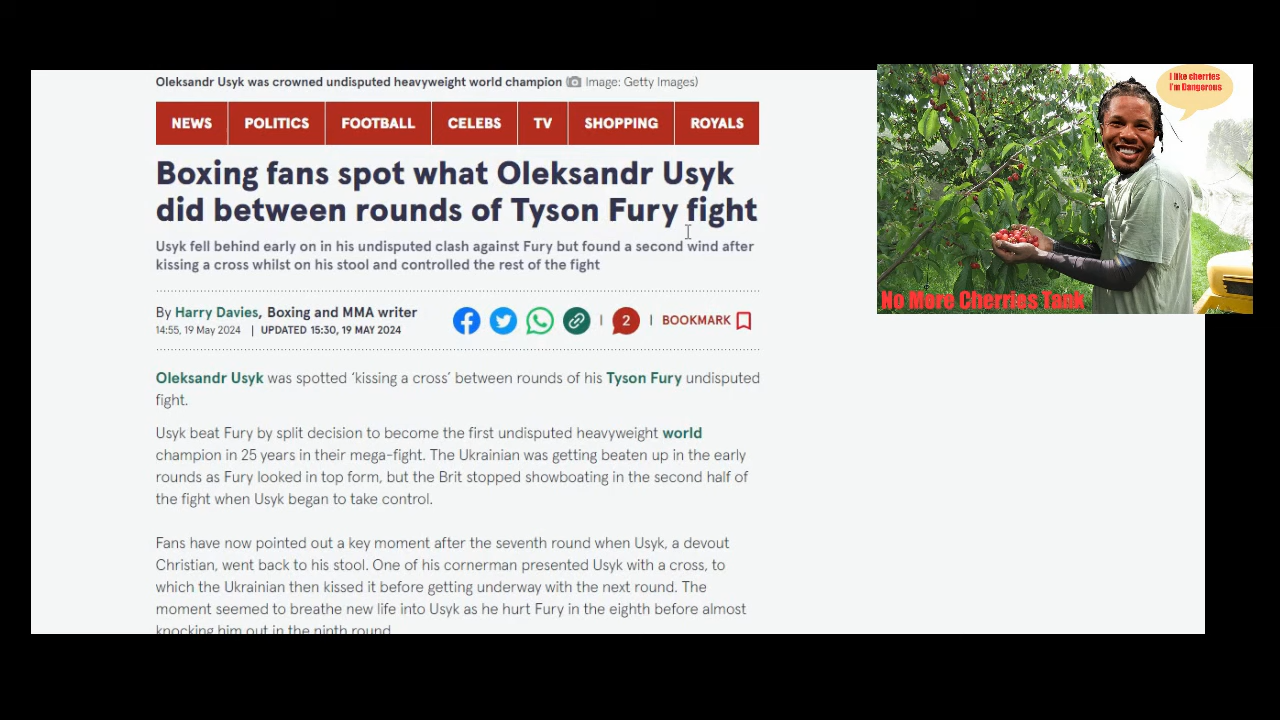 Oleksandr Usyk was crowned undisputed heavyweight world champion Image: Getty Images)
NEWS POLITICS FOOTBALL CELEBS TV SHOPPING ROYALS
Boxing fans spot what Oleksandr Usyk
did between rounds of Tyson Fury fight
Usyk fell behind early on in his undisputed clash against Fury but found a second wind after
kissing a cross whilst on his stool and controlled the rest of the fight
By Harry Davies, Boxing and MMA writer
14:55, 19 May 2024 | UPDATED 15:30, 19 MAY 2024
| 2 | BOOKMARK
Oleksandr Usyk was spotted ‘kissing a cross’ between rounds of his Tyson Fury undisputed
fight.
Usyk beat Fury by split decision to become the first undisputed heavyweight world
champion in 25 years in their mega-fight. The Ukrainian was getting beaten up in the early
rounds as Fury looked in top form, but the Brit stopped showboating in the second half of
the fight when Usyk began to take control.
Fans have now pointed out a key moment after the seventh round when Usyk, a devout
Christian, went back to his stool. One of his cornerman presented Usyk with a cross, to
which the Ukrainian then kissed it before getting underway with the next round. The
moment seemed to breathe new life into Usyk as he hurt Fury in the eighth before almost
knocking him out in the ninth round.
I like cherries
I'm Dangerous
No More Cherries Tank